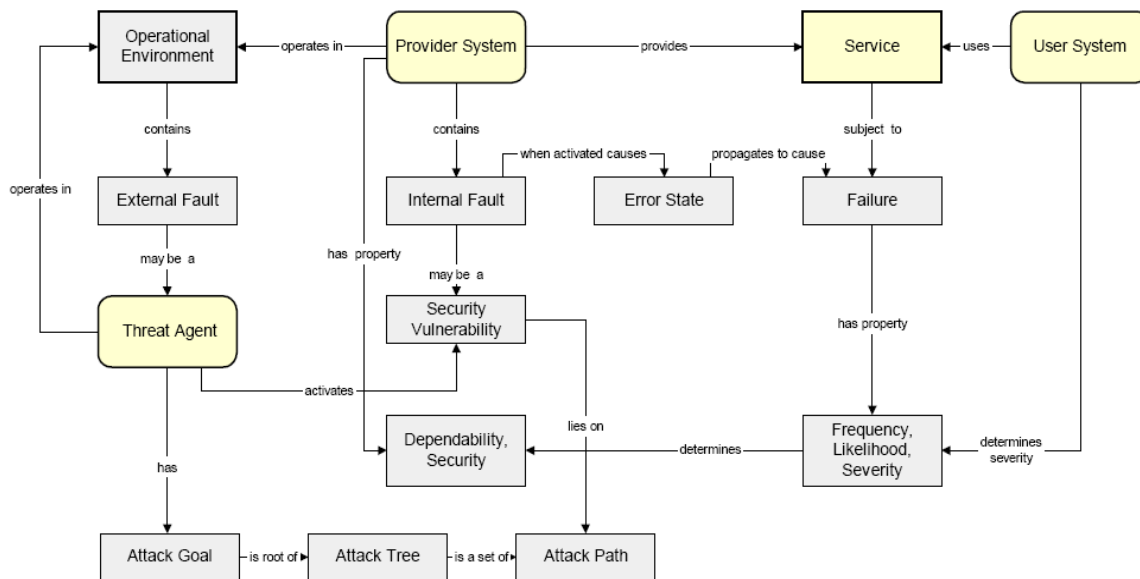 Operational
Environment
operates in
Provider System
provides
Service
uses
User System
contains
contains
subject to
when activated causes
propagates to cause
operates in
External Fault
Internal Fault
Error State
Failure
has property
may be a
may be a
Threat Agent
Security
Vulnerability
has property
activates
lies on
Dependability,
Security
determines
Frequency,
Likelihood,
Severity
determines
severity
has
Attack Goal
is root of
Attack Tree
is a set of
Attack Path